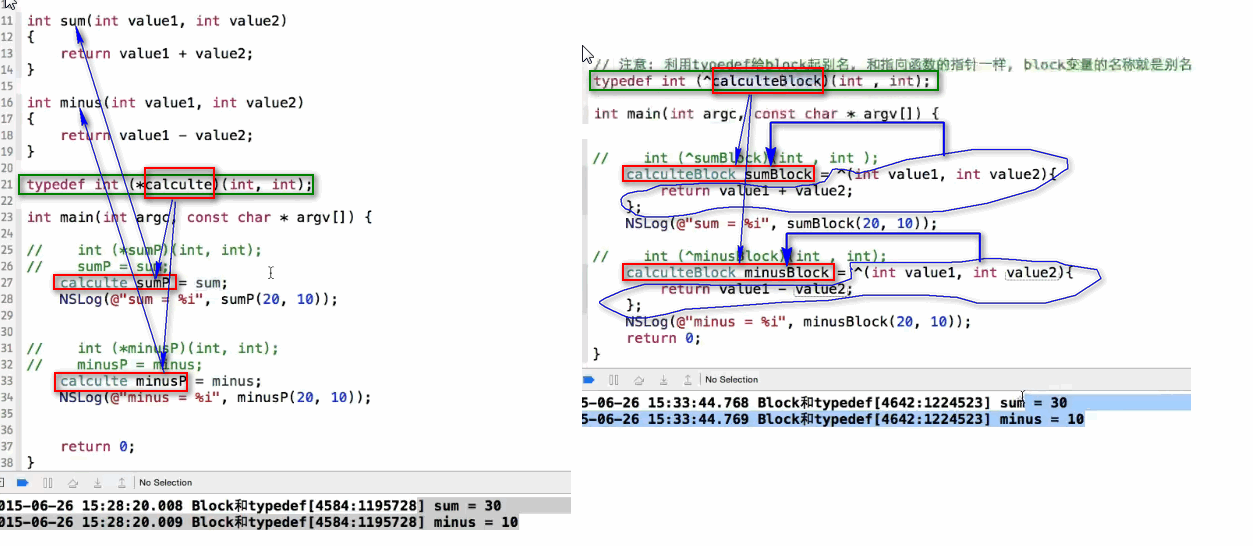 11 int sum(int value1, int value2)
12 {
13 return value1 + value2;
14 }
15
16 int minus(int value1, int value2)
17 {
18 return value1 - value2;
19 }
20
21 typedef int (*calculte)(int, int);
22
23 int main(int argc, const char * argv[]) {
24
25 // int (*sumP)(int, int);
26 // sumP = sum;
27 calculte sumP = sum;
28 NSLog(@"sum = %i", sumP(20, 10));
29
30
31 // int (*minusP)(int, int);
32 // minusP = minus;
33 calculte minusP = minus;
34 NSLog(@"minus = %i", minusP(20, 10));
35
36
37 return 0;
38 }
No Selection
015-06-26 15:28:20.008 Block和typedef[4584:1195728] sum = 30
015-06-26 15:28:20.009 Block和typedef[4584:1195728] minus = 10
// 注意: 利用typedef给block起别名, 和指向函数的指针一样, block变量的名称就是别名
typedef int (^calculteBlock)(int , int);
int main(int argc, const char * argv[]) {
// int (^sumBlock)(int , int );
calculteBlock sumBlock = ^(int value1, int value2){
return value1 + value2;
};
NSLog(@"sum = %i", sumBlock(20, 10));
// int (^minusBlock)(int , int);
calculteBlock minusBlock = ^(int value1, int value2){
return value1 - value2;
};
NSLog(@"minus = %i", minusBlock(20, 10));
return 0;
}
No Selection
5-06-26 15:33:44.768 Block和typedef[4642:1224523] sum = 30
5-06-26 15:33:44.769 Block和typedef[4642:1224523] minus = 10